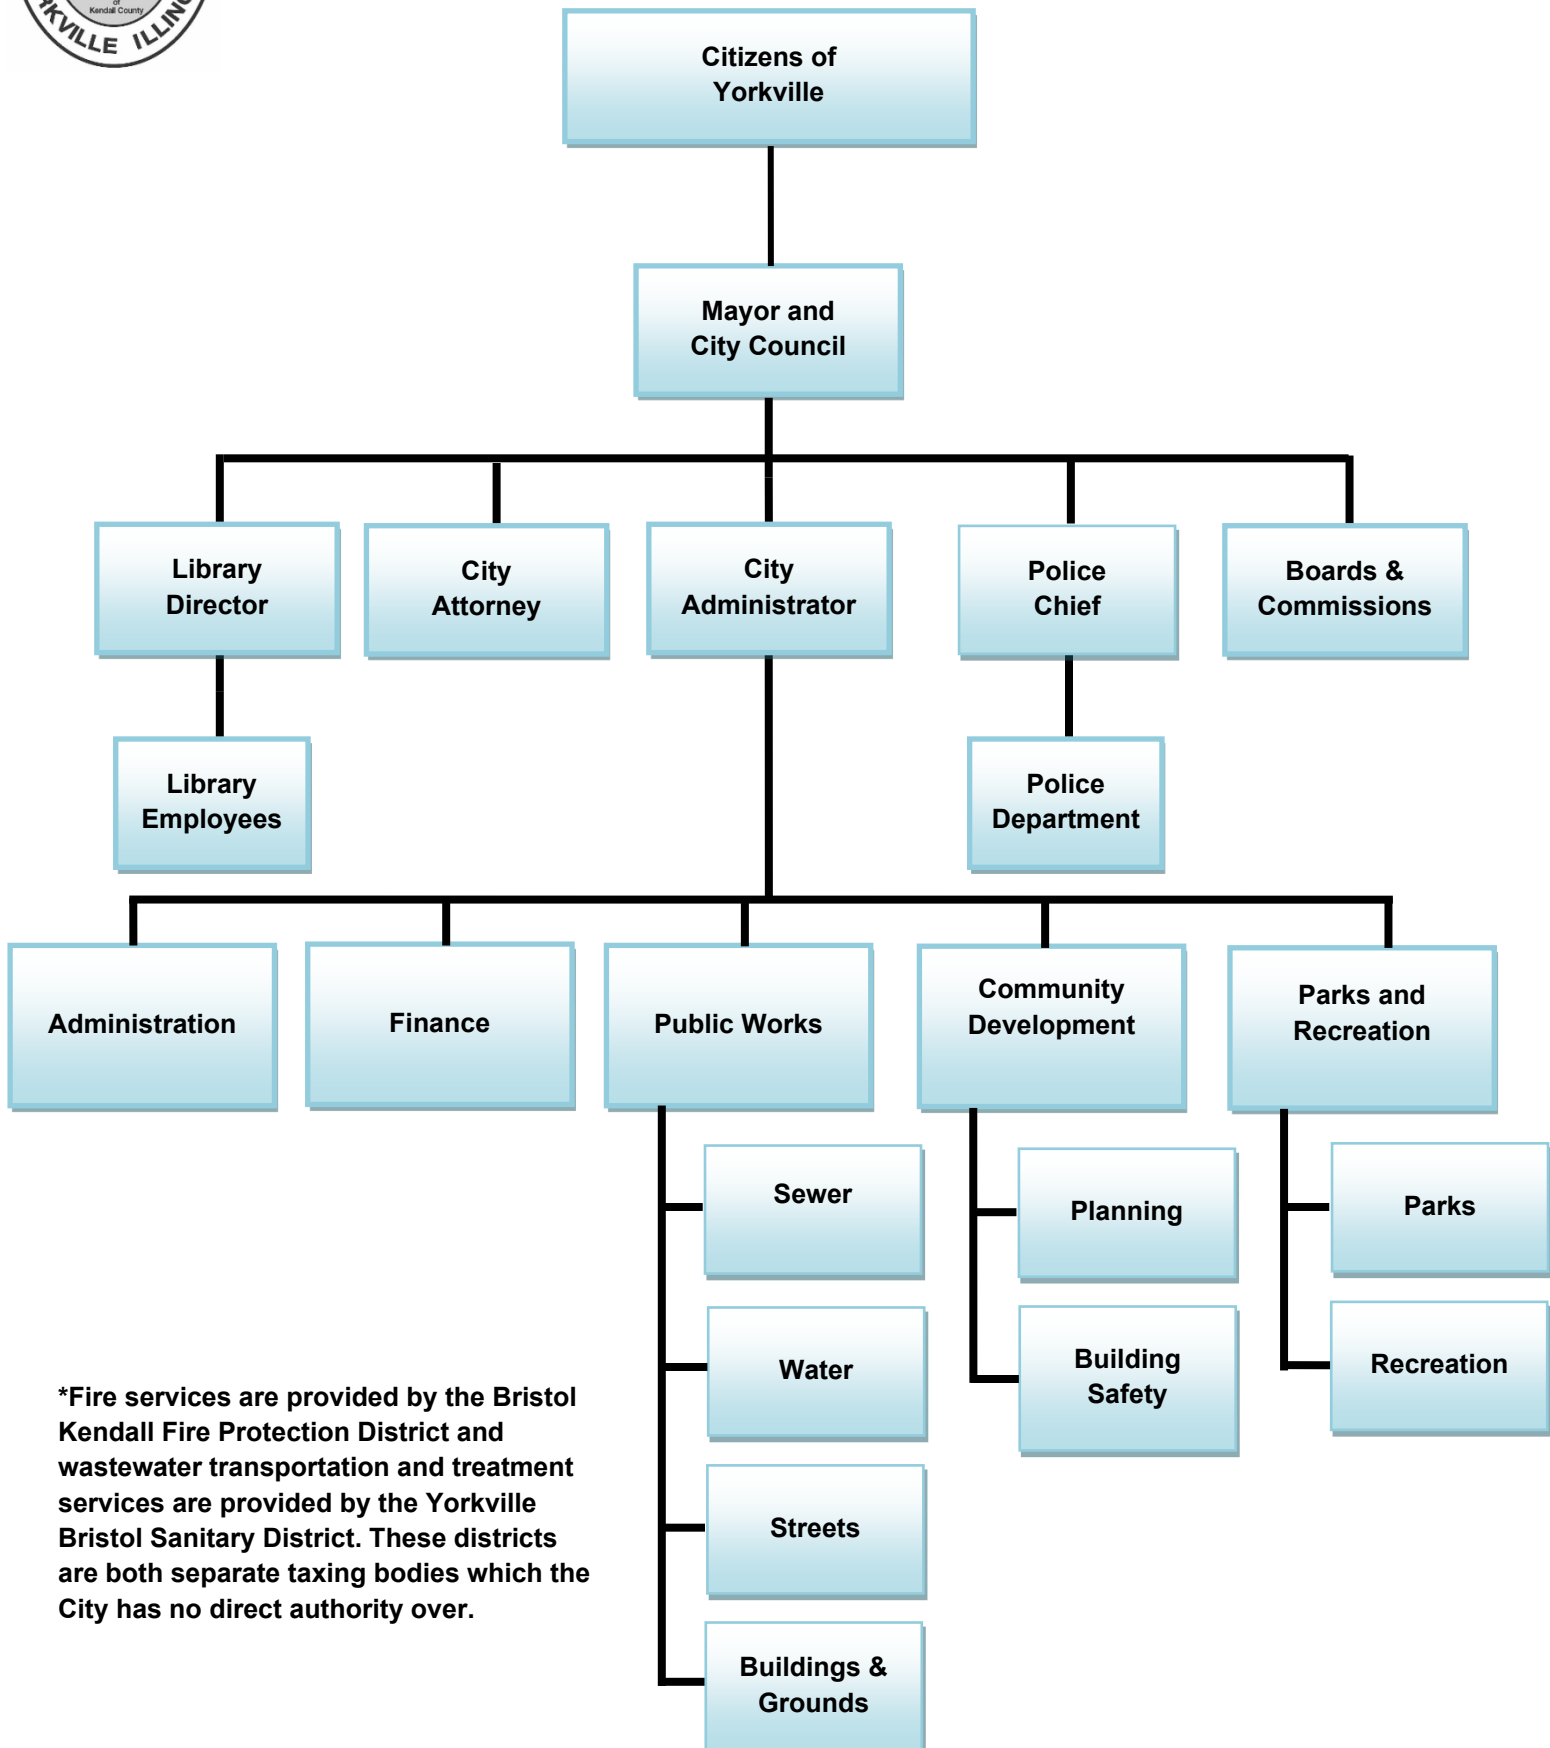 of
Kendall County
Citizens of
Yorkville
Mayor and
City Council
Library
Director
City
Attorney
City
Administrator
Police
Chief
Boards &
Commissions
Library
Employees
Police
Department
Administration
Finance
Public Works
Community
Development
Parks and
Recreation
Sewer
Planning
Parks
Water
Building
Safety
Recreation
Streets
Buildings &
Grounds
*Fire services are provided by the Bristol
Kendall Fire Protection District and
wastewater transportation and treatment
services are provided by the Yorkville
Bristol Sanitary District. These districts
are both separate taxing bodies which the
City has no direct authority over.